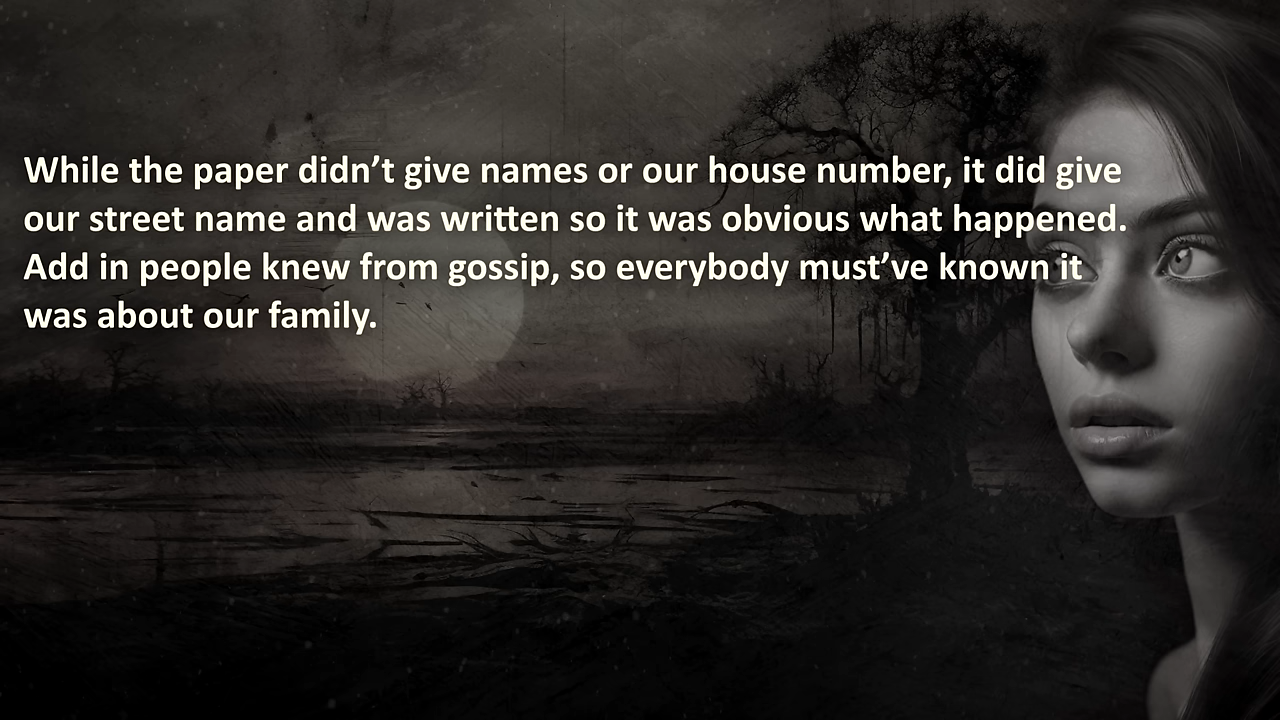 While the paper didn’t give names or our house number, it did give
our street name and was written so it was obvious what happened.
Add in people knew from gossip, so everybody must’ve known it
was about our family.